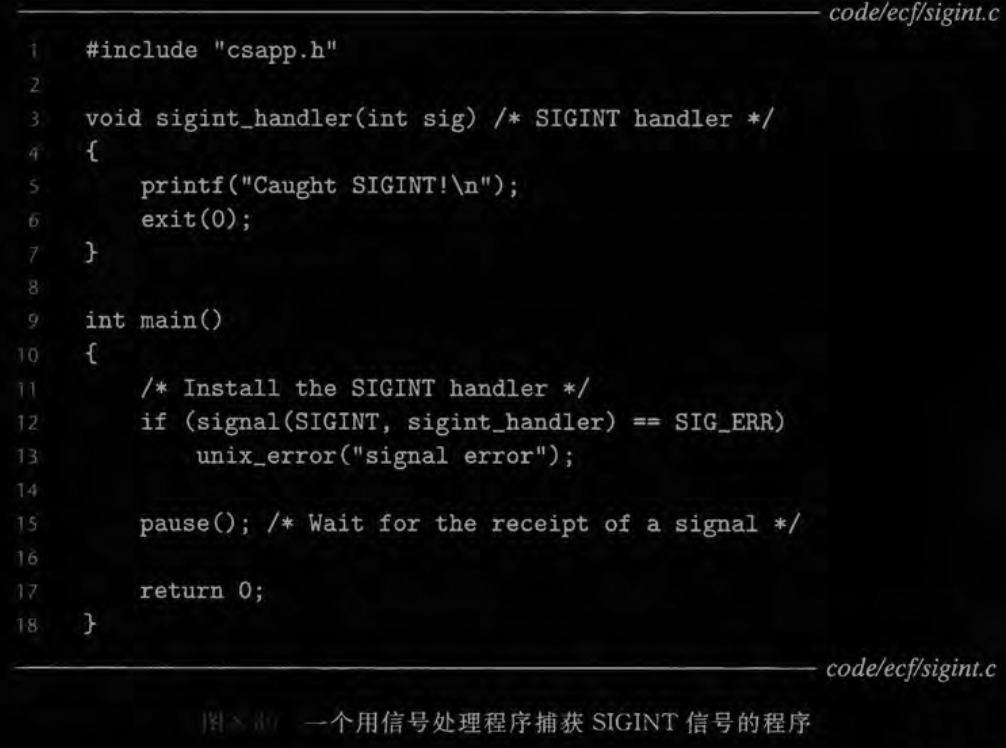 code/ecf/sigint.c
1 #include "csapp.h"
2
3 void sigint_handler(int sig) /* SIGINT handler */
4 {
5     printf("Caught SIGINT!\n");
6     exit(0);
7 }
8
9 int main()
10 {
11     /* Install the SIGINT handler */
12     if (signal(SIGINT, sigint_handler) == SIG_ERR)
13         unix_error("signal error");
14
15     pause(); /* Wait for the receipt of a signal */
16
17     return 0;
18 }
code/ecf/sigint.c
一个用信号处理程序捕获 SIGINT 信号的程序